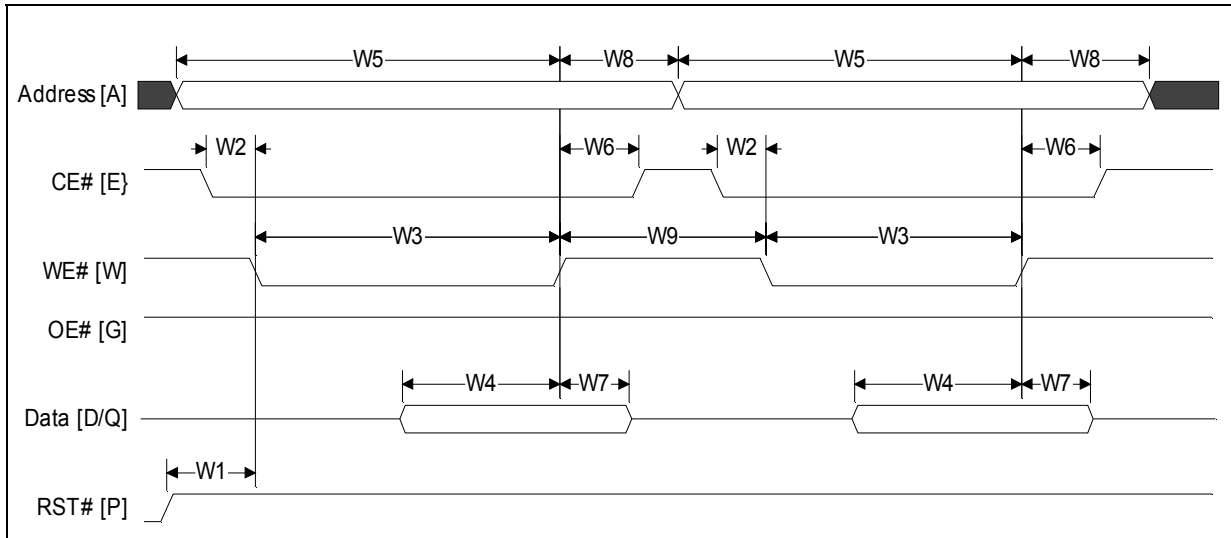 W5 W8 W5 W8
Address [A]
W2 W6 W2 W6
CE# [E}
W3 W9 W3
WE# [W]
OE# [G]
W4 W7 W4 W7
Data [D/Q]
W1
RST# [P]